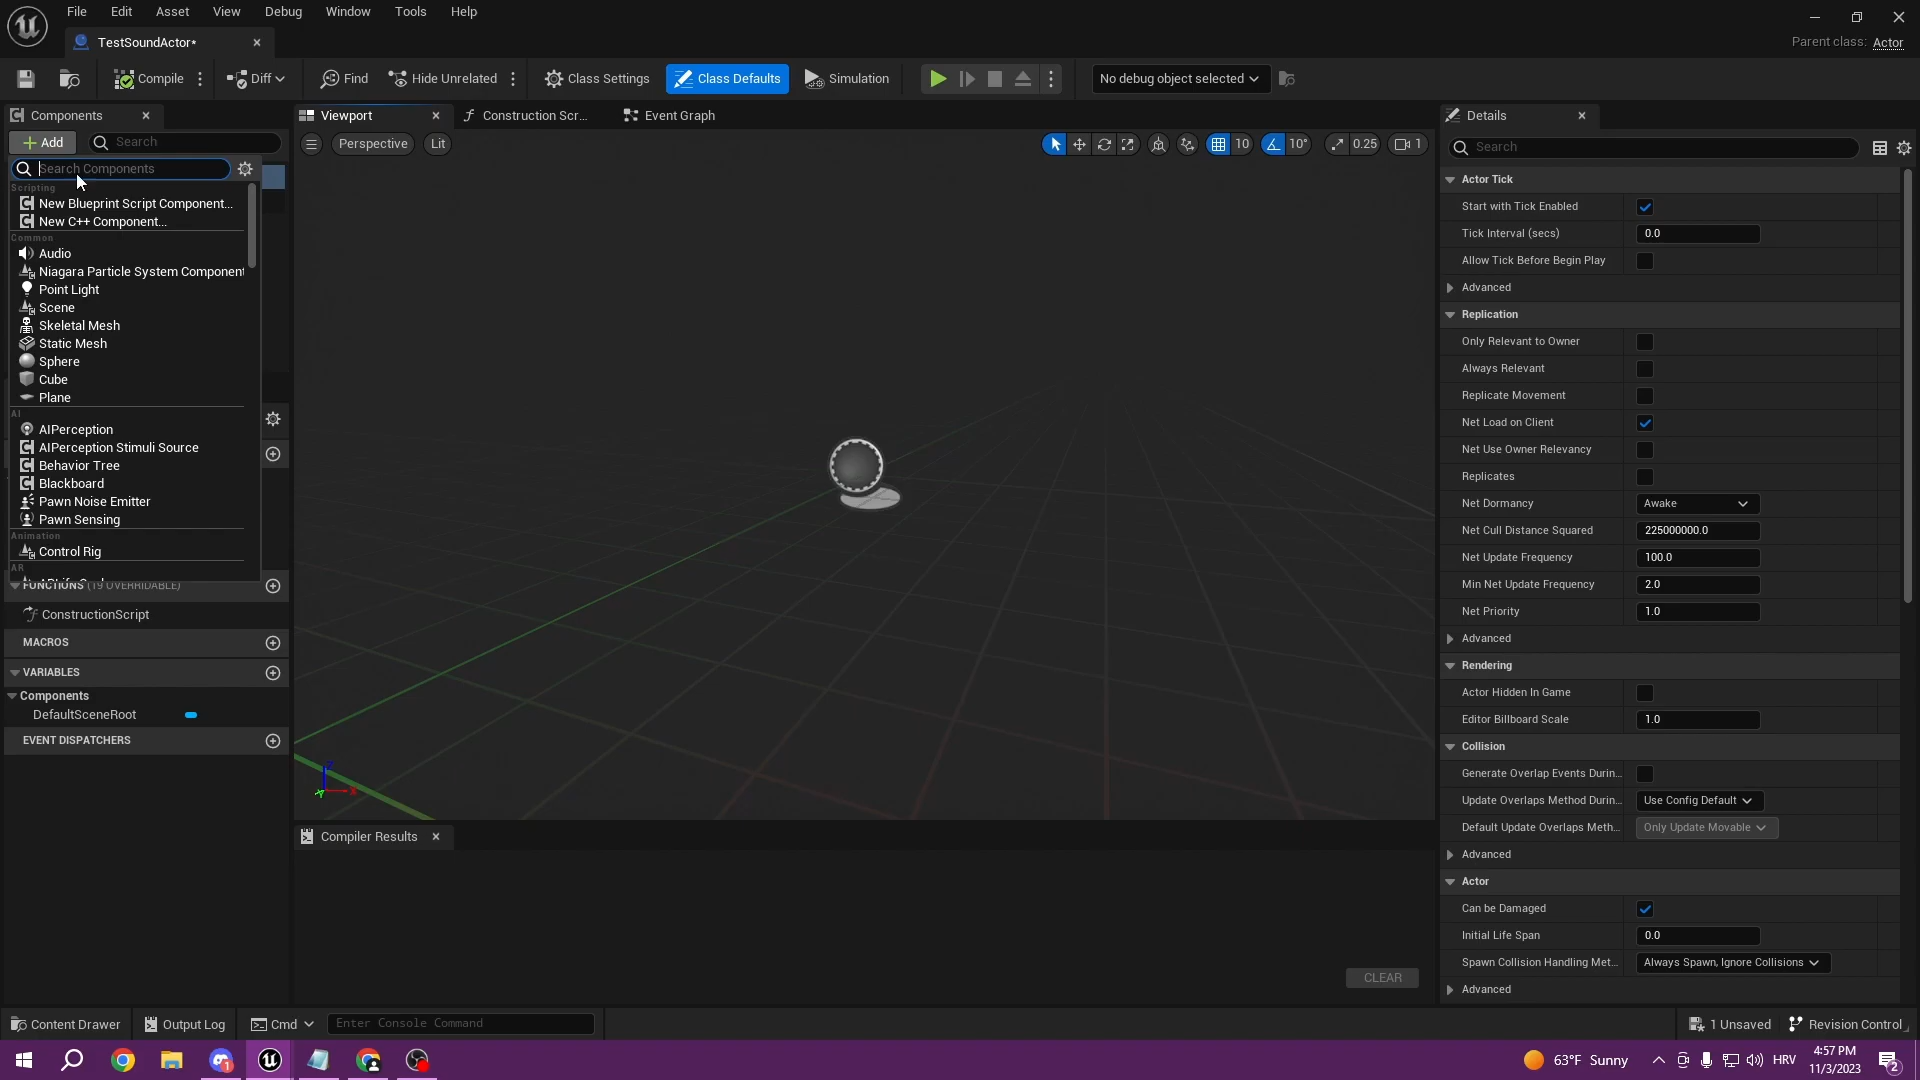 File Edit Asset View Debug Window Tools Help
TestSoundActor*
Parent class: Actor
Compile Diff Find Hide Unrelated Class Settings Class Defaults Simulation No debug object selected
Components
Viewport Construction Scr... Event Graph
Details
Add Search
Perspective Lit 10 10° 0.25 1
Search
Search Components
Scripting
New Blueprint Script Component...
New C++ Component...
Common
Audio
Niagara Particle System Component
Point Light
Scene
Skeletal Mesh
Static Mesh
Sphere
Cube
Plane
AI
AIPerception
AIPerception Stimuli Source
Behavior Tree
Blackboard
Pawn Noise Emitter
Pawn Sensing
Animation
Control Rig
AR
FUNCTIONS (19 OVERRIDABLE)
ConstructionScript
MACROS
VARIABLES
Components
DefaultSceneRoot
EVENT DISPATCHERS
Z
X
Y
Compiler Results
CLEAR
Actor Tick
Start with Tick Enabled
Tick Interval (secs) 0.0
Allow Tick Before Begin Play
Advanced
Replication
Only Relevant to Owner
Always Relevant
Replicate Movement
Net Load on Client
Net Use Owner Relevancy
Replicates
Net Dormancy Awake
Net Cull Distance Squared 225000000.0
Net Update Frequency 100.0
Min Net Update Frequency 2.0
Net Priority 1.0
Advanced
Rendering
Actor Hidden In Game
Editor Billboard Scale 1.0
Collision
Generate Overlap Events Durin...
Update Overlaps Method Durin... Use Config Default
Default Update Overlaps Meth... Only Update Movable
Advanced
Actor
Can be Damaged
Initial Life Span 0.0
Spawn Collision Handling Met... Always Spawn, Ignore Collisions
Advanced
Content Drawer Output Log Cmd Enter Console Command 1 Unsaved Revision Control
63°F Sunny HRV 4:57 PM
11/3/2023
2
1